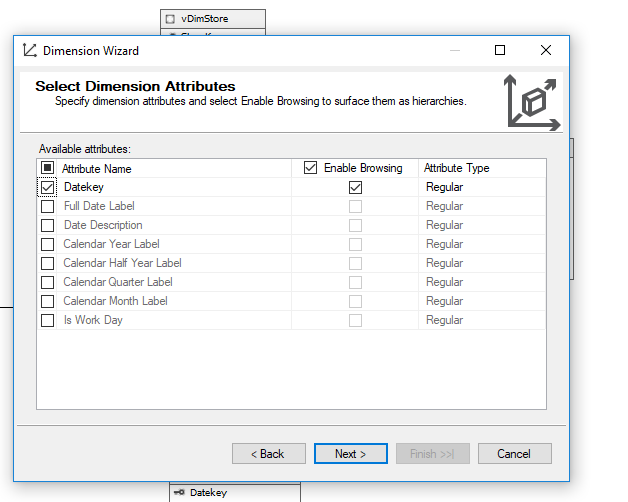 vDimStore
Dimension Wizard
Select Dimension Attributes
Specify dimension attributes and select Enable Browsing to surface them as hierarchies.
Available attributes:
Attribute Name Enable Browsing Attribute Type
Datekey Regular
Full Date Label Regular
Date Description Regular
Calendar Year Label Regular
Calendar Half Year Label Regular
Calendar Quarter Label Regular
Calendar Month Label Regular
Is Work Day Regular
< Back Next > Finish >>| Cancel
Datekey